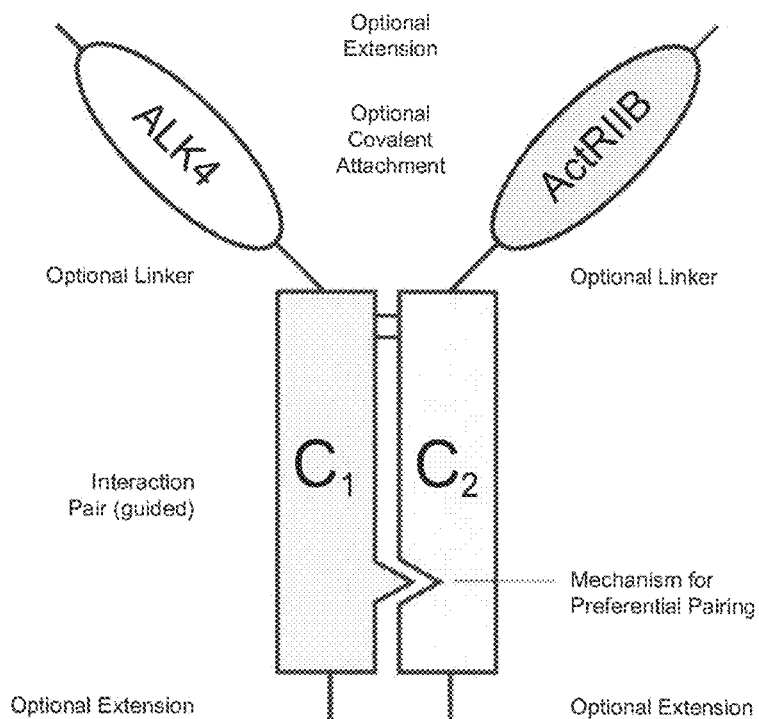 Optional
Extension
ALK4
Optional
Covalent
Attachment
ActRIIB
Optional Linker
Optional Linker
C1
C2
Interaction
Pair (guided)
Mechanism for
Preferential Pairing
Optional Extension
Optional Extension